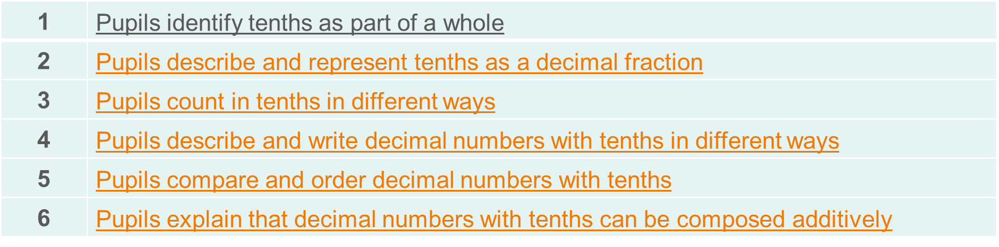 1 Pupils identify tenths as part of a whole
2 Pupils describe and represent tenths as a decimal fraction
3 Pupils count in tenths in different ways
4 Pupils describe and write decimal numbers with tenths in different ways
5 Pupils compare and order decimal numbers with tenths
6 Pupils explain that decimal numbers with tenths can be composed additively